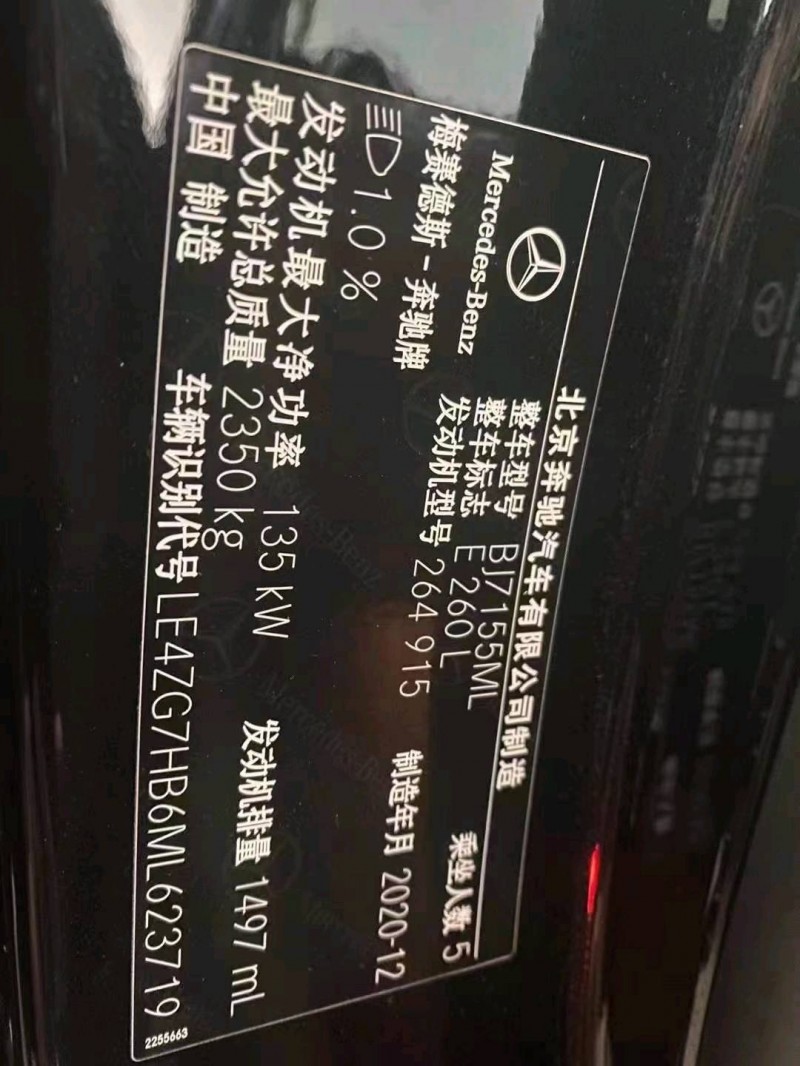 北京奔驰汽车有限公司制造
Mercedes-Benz
梅赛德斯-奔驰牌
整车型号 BJ7155ML
整车标志 E 260 L
发动机型号 264 915
乘坐人数 5
制造年月 2020-12
1.0 %
发动机最大净功率 135 kW
发动机排量 1497 mL
最大允许总质量 2350 kg
中国 制造
车辆识别代号 LE4ZG7HB6ML623719
2255663